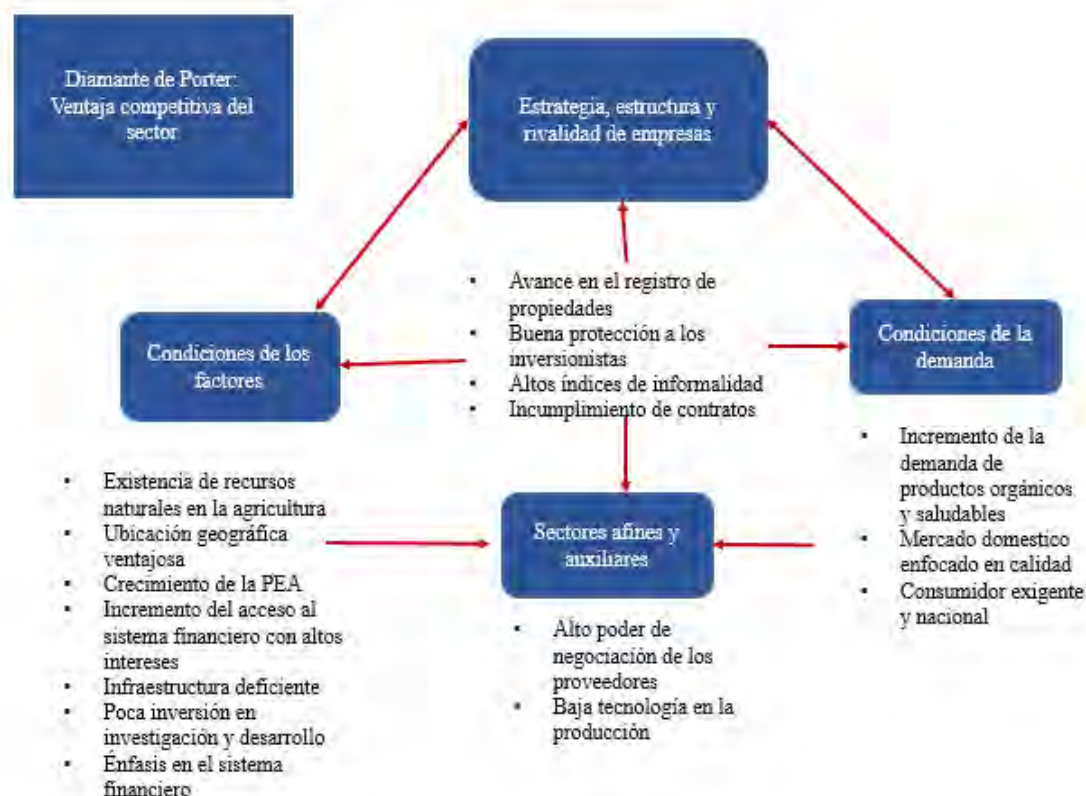 Diamante de Porter:
Ventaja competitiva del
sector
Estrategia, estructura y
rivalidad de empresas
• Avance en el registro de
propiedades
• Buena protección a los
inversionistas
• Altos índices de informalidad
• Incumplimiento de contratos
Condiciones de los
factores
Condiciones de la
demanda
• Existencia de recursos
naturales en la agricultura
• Ubicación geográfica
ventajosa
• Crecimiento de la PEA
• Incremento del acceso al
sistema financiero con altos
intereses
• Infraestructura deficiente
• Poca inversión en
investigación y desarrollo
• Énfasis en el sistema
financiero
Sectores afines y
auxiliares
• Alto poder de
negociación de los
proveedores
• Baja tecnología en la
producción
• Incremento de la
demanda de
productos orgánicos
y saludables
• Mercado domestico
enfocado en calidad
• Consumidor exigente
y nacional